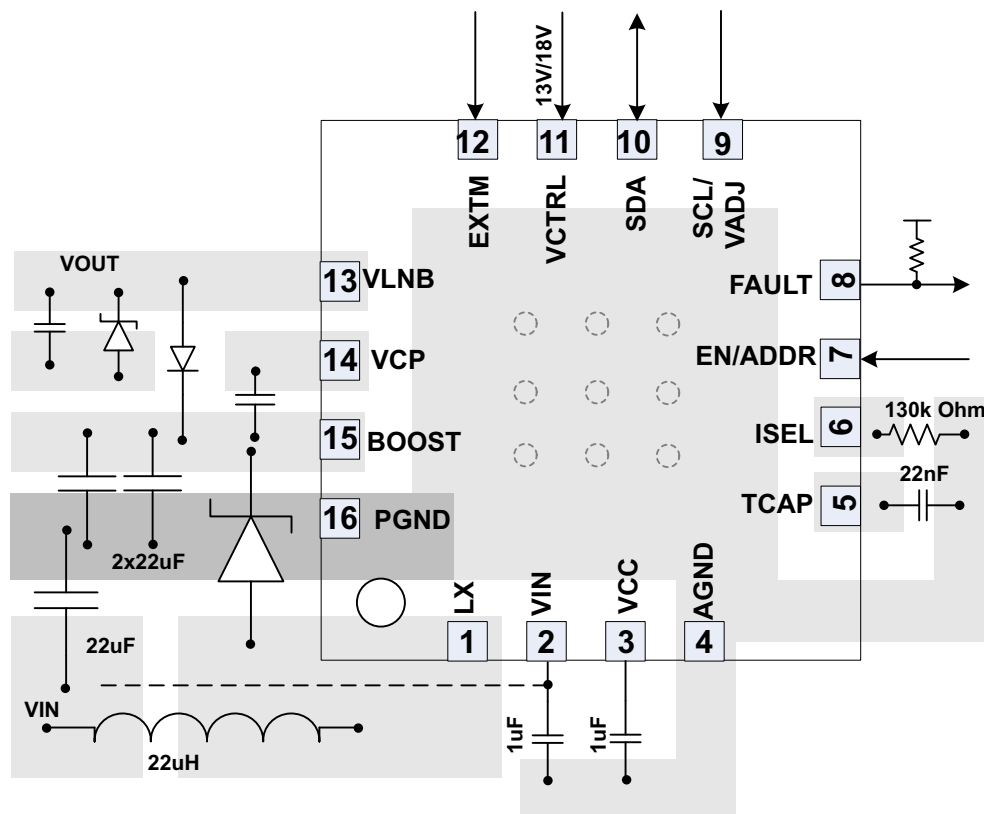 13V/18V
12
11
10
9
EXTM
VCTRL
SDA
SCL/
VADJ
VOUT
13
VLNB
FAULT
8
14
VCP
EN/ADDR
7
15
BOOST
ISEL
6
130k Ohm
16
PGND
TCAP
5
22nF
2x22uF
22uF
LX
VIN
VCC
AGND
1
2
3
4
VIN
22uH
1uF
1uF